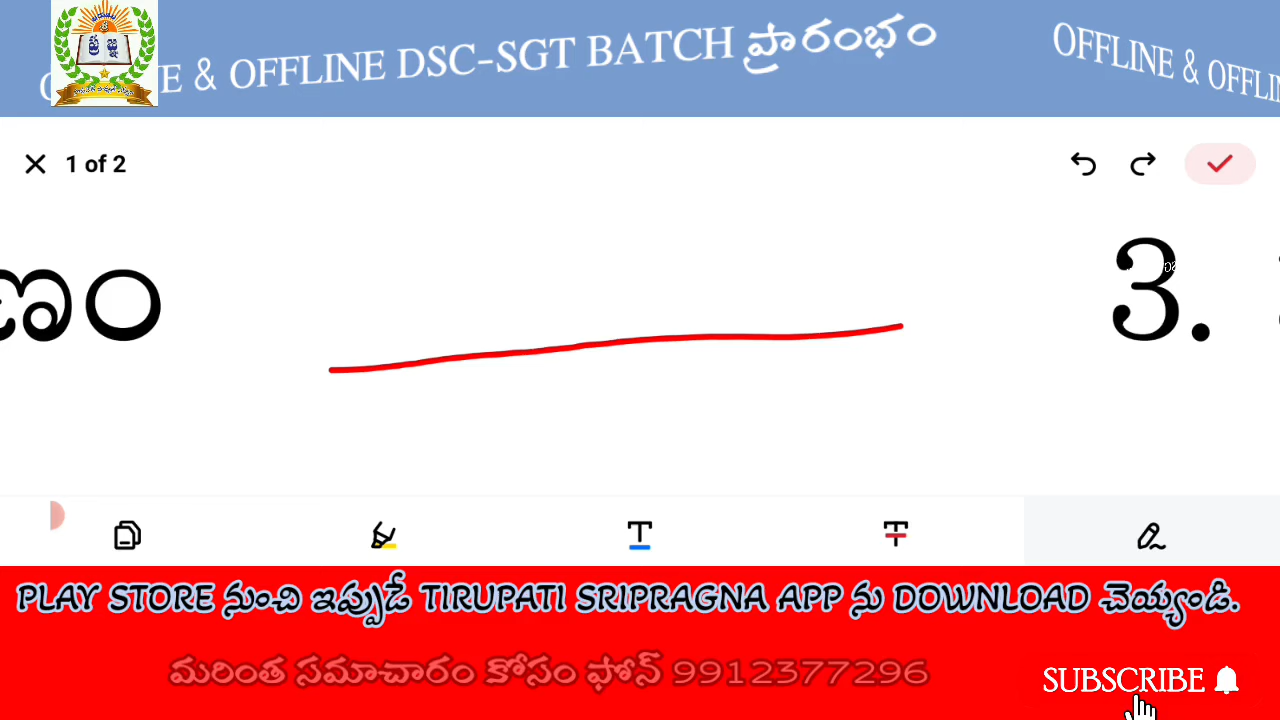 E & OFFLINE DSC-SGT BATCH ప్రారంభం
OFFLINE & OFFLI
1 of 2
ణం
3.
PLAY STORE నుంచి ఇప్పుడే TIRUPATI SRIPRAGNA APP ను DOWNLOAD చెయ్యండి.
మరింత సమాచారం కోసం ఫోన్ 9912377296
SUBSCRIBE